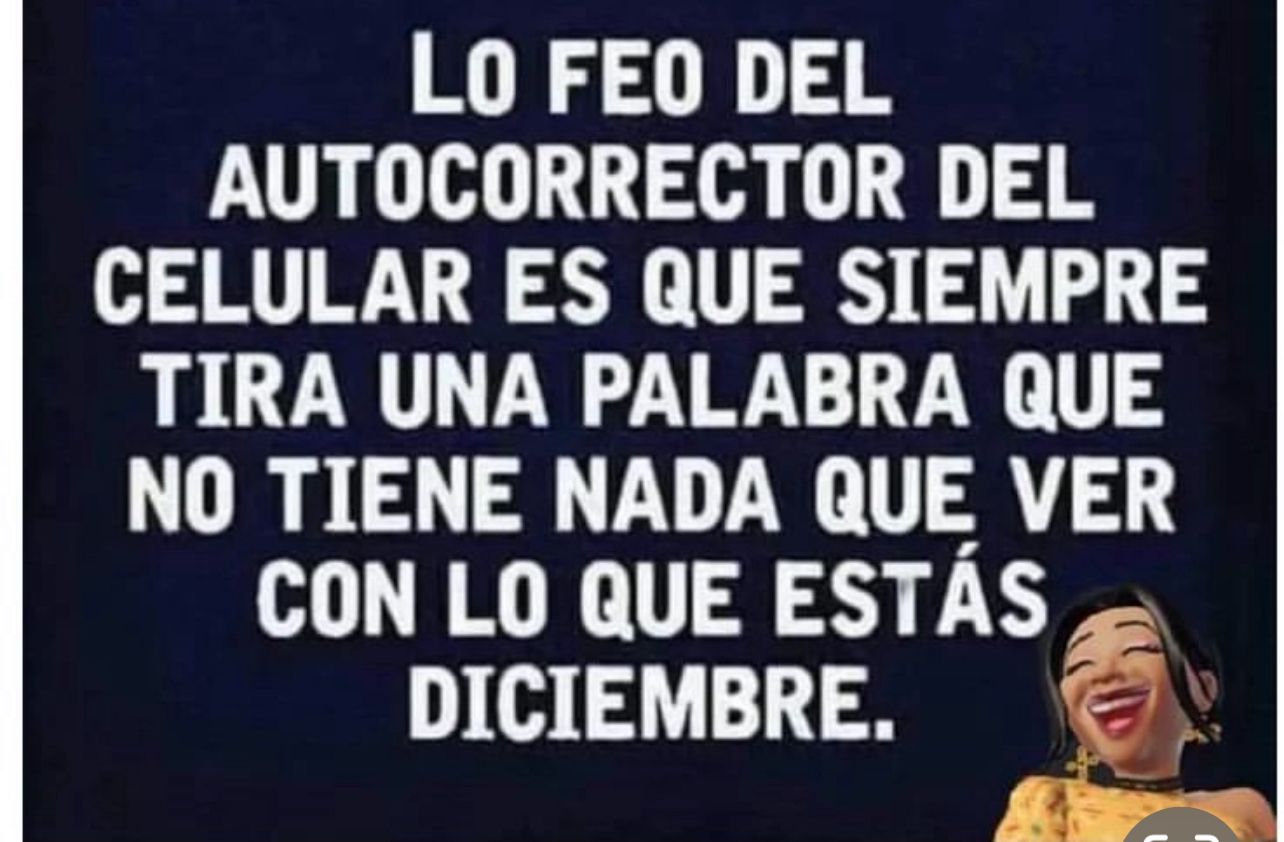 LO FEO DEL
AUTOCORRECTOR DEL
CELULAR ES QUE SIEMPRE
TIRA UNA PALABRA QUE
NO TIENE NADA QUE VER
CON LO QUE ESTÁS
DICIEMBRE.